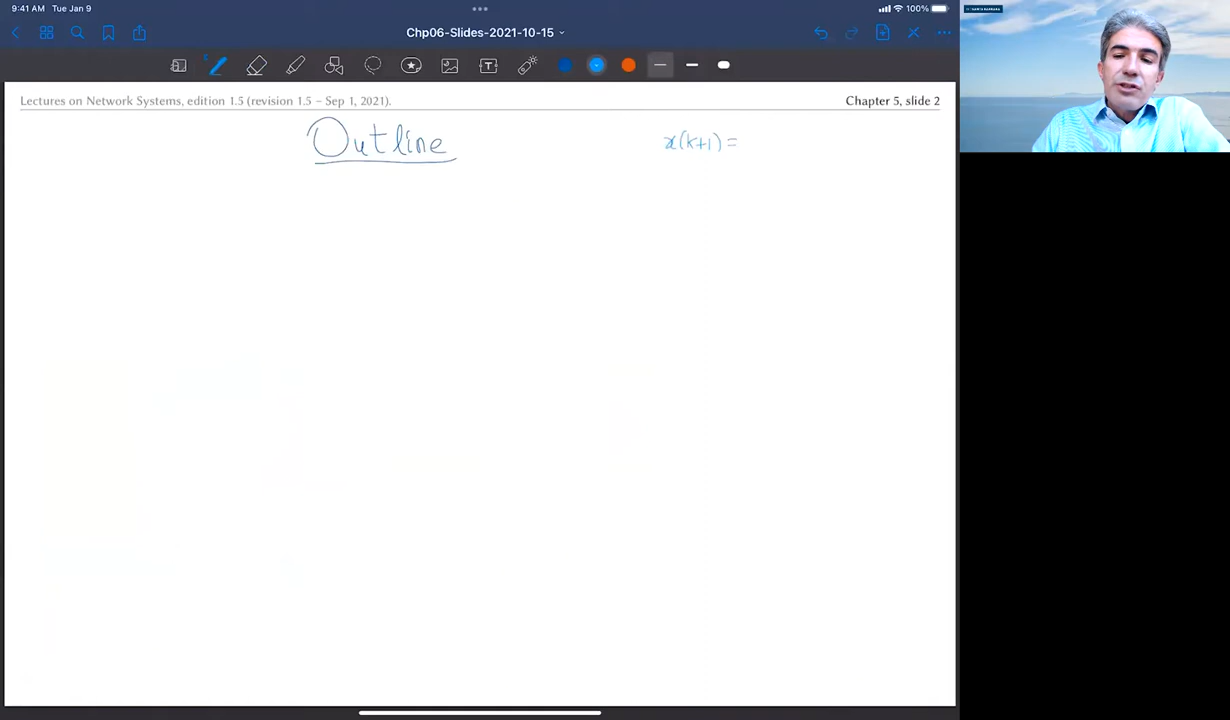 9:41 AM Tue Jan 9
100%
Chp06-Slides-2021-10-15
Lectures on Network Systems, edition 1.5 (revision 1.5 – Sep 1, 2021).
Chapter 5, slide 2
Outline
x(k+1) =